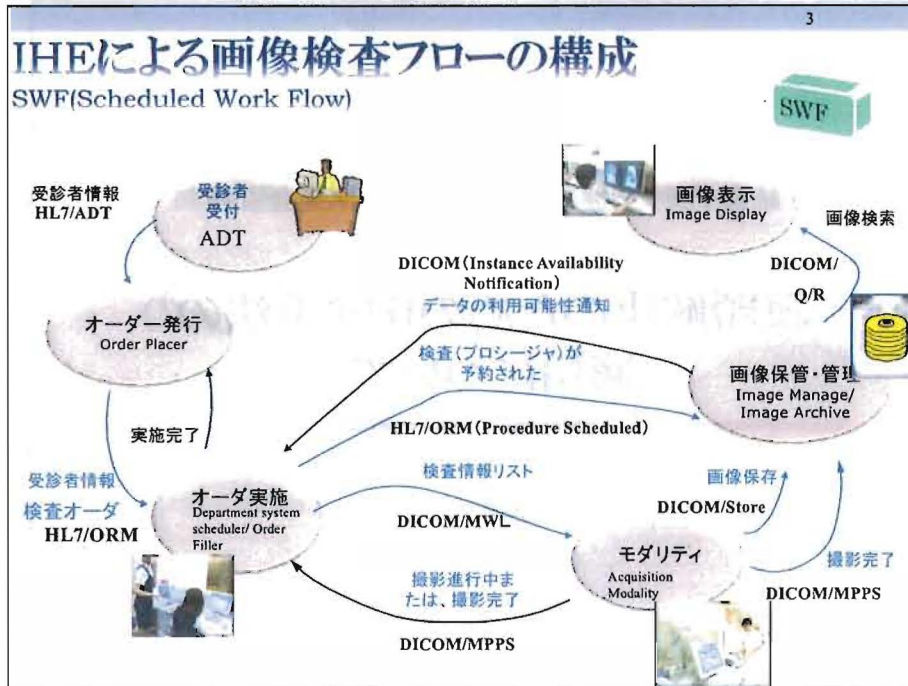 3
IHEによる画像検査フローの構成
SWF(Scheduled Work Flow)
SWF
受診者情報
HL7/ADT
受診者
受付
ADT
画像表示
Image Display
画像検索
DICOM/
Q/R
DICOM(Instance Availability
Notification)
データの利用可能性通知
オーダー発行
Order Placer
検査(プロシージャ)が
予約された
画像保管・管理
Image Manage/
Image Archive
実施完了
HL7/ORM(Procedure Scheduled)
受診者情報
検査オーダ
HL7/ORM
オーダ実施
Department system
scheduler/ Order
Filler
検査情報リスト
DICOM/MWL
画像保存
DICOM/Store
モダリティ
Acquisition
Modality
撮影完了
DICOM/MPPS
撮影進行中ま
たは、撮影完了
DICOM/MPPS